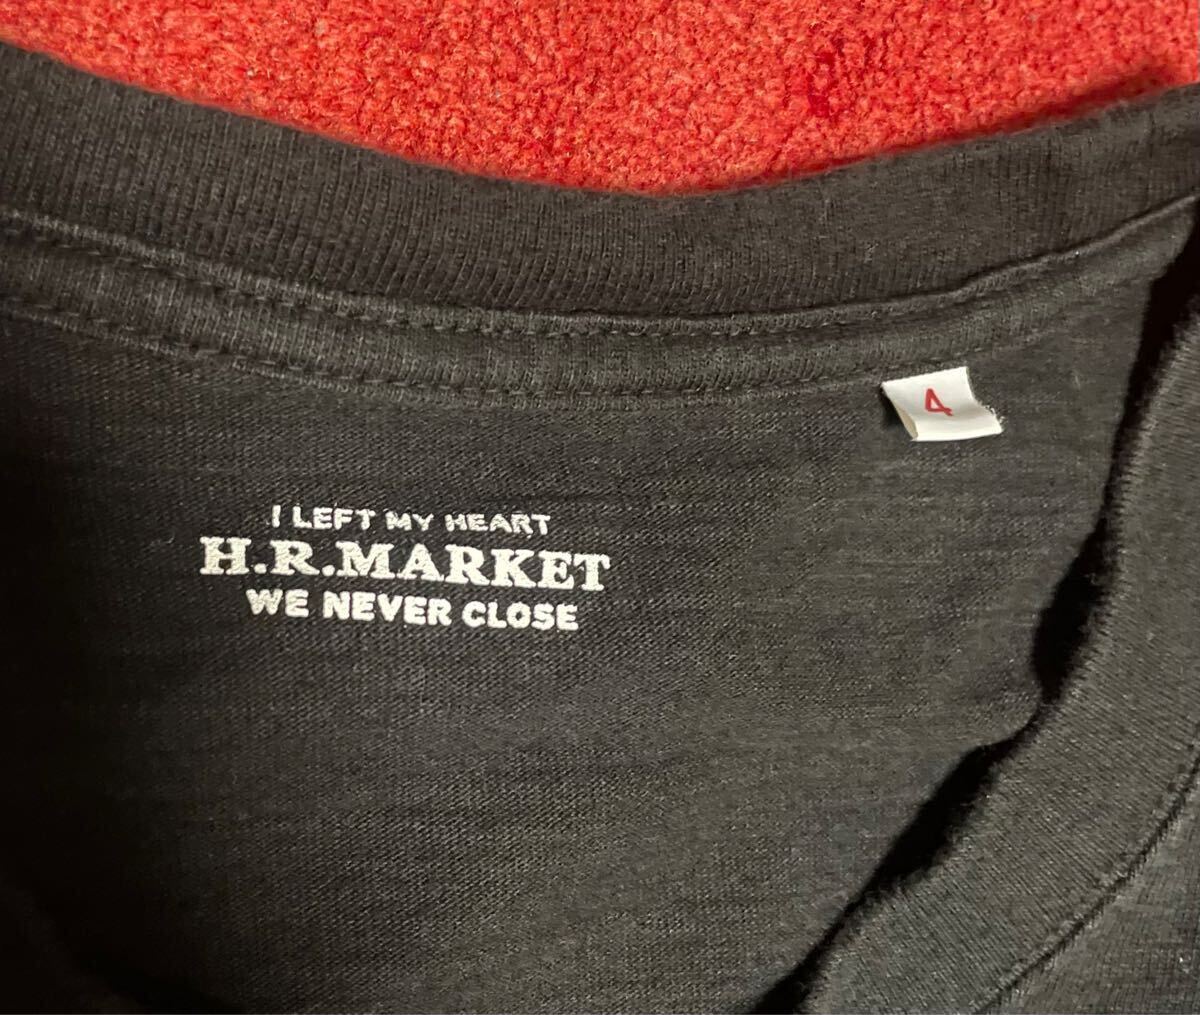 4
I LEFT MY HEART
H.R.MARKET
WE NEVER CLOSE